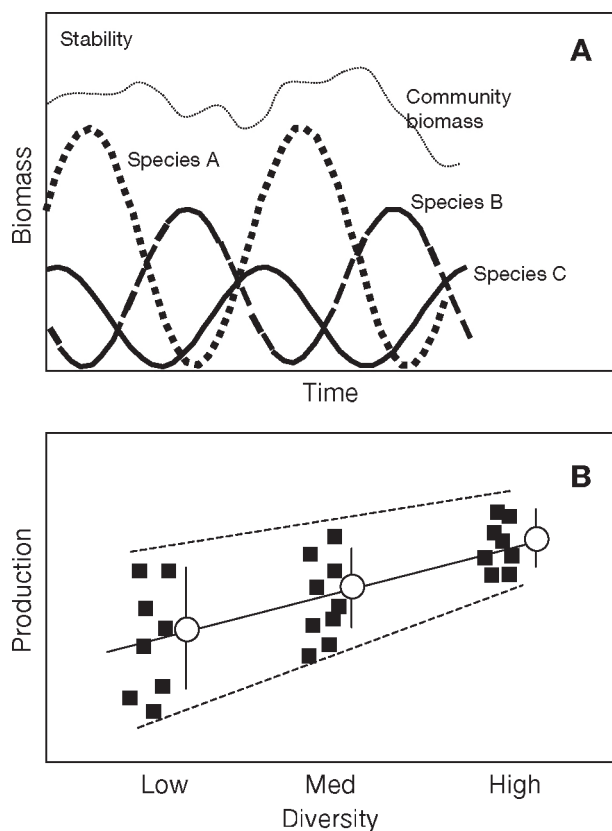 Stability
A
Community
biomass
Species A
Species B
Species C
Biomass
Time
B
Production
Low
Med
High
Diversity